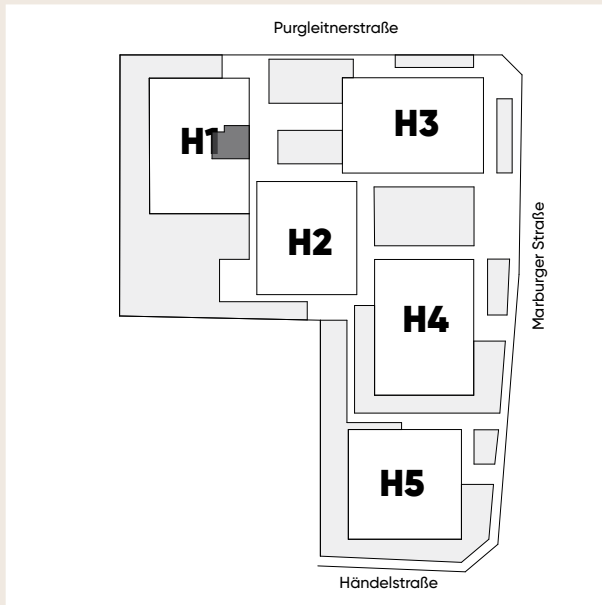 Purgleitnerstraße
H1
H3
H2
Marburger Straße
H4
H5
Händelstraße